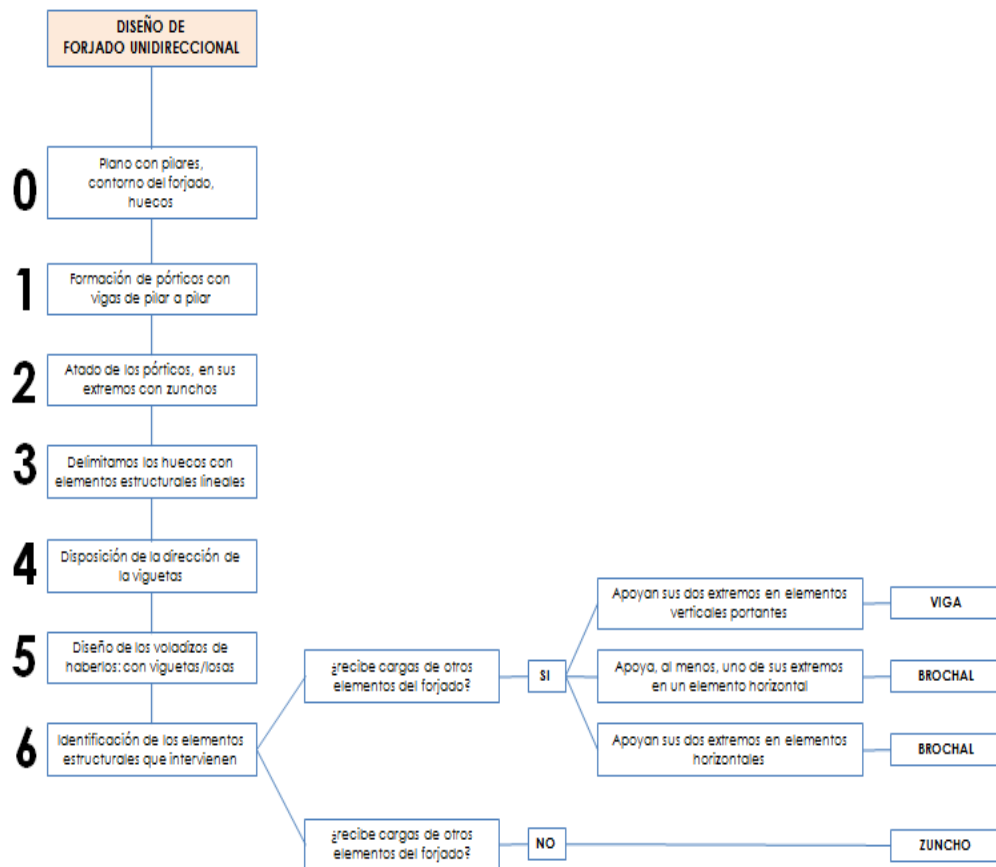 DISEÑO DE
FORJADO UNIDIRECCIONAL
0
Plano con pilares,
contorno del forjado,
huecos
1
Formación de pórticos con
vigas de pilar a pilar
2
Atado de los pórticos, en sus
extremos con zunchos
3
Delimitamos los huecos con
elementos estructurales lineales
4
Disposición de la dirección de
la viguetas
5
Diseño de los voladizos de
haberlos: con viguetas/losas
6
Identificación de los elementos
estructurales que intervienen
¿recibe cargas de otros
elementos del forjado?
SI
Apoyan sus dos extremos en elementos
verticales portantes
VIGA
Apoya, al menos, uno de sus extremos
en un elemento horizontal
BROCHAL
Apoyan sus dos extremos en elementos
horizontales
BROCHAL
¿recibe cargas de otros
elementos del forjado?
NO
ZUNCHO